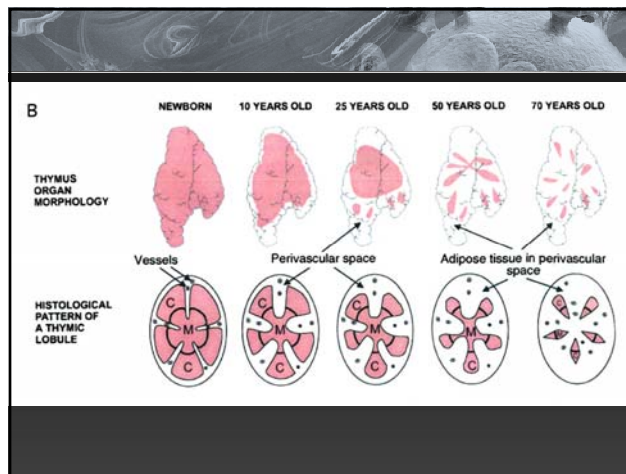 B
NEWBORN 10 YEARS OLD 25 YEARS OLD 50 YEARS OLD 70 YEARS OLD
THYMUS
ORGAN
MORPHOLOGY
Vessels
Perivascular space
Adipose tissue in perivascular
space
HISTOLOGICAL
PATTERN OF
A THYMIC
LOBULE
C M C
C M C
C M C
C M C
C